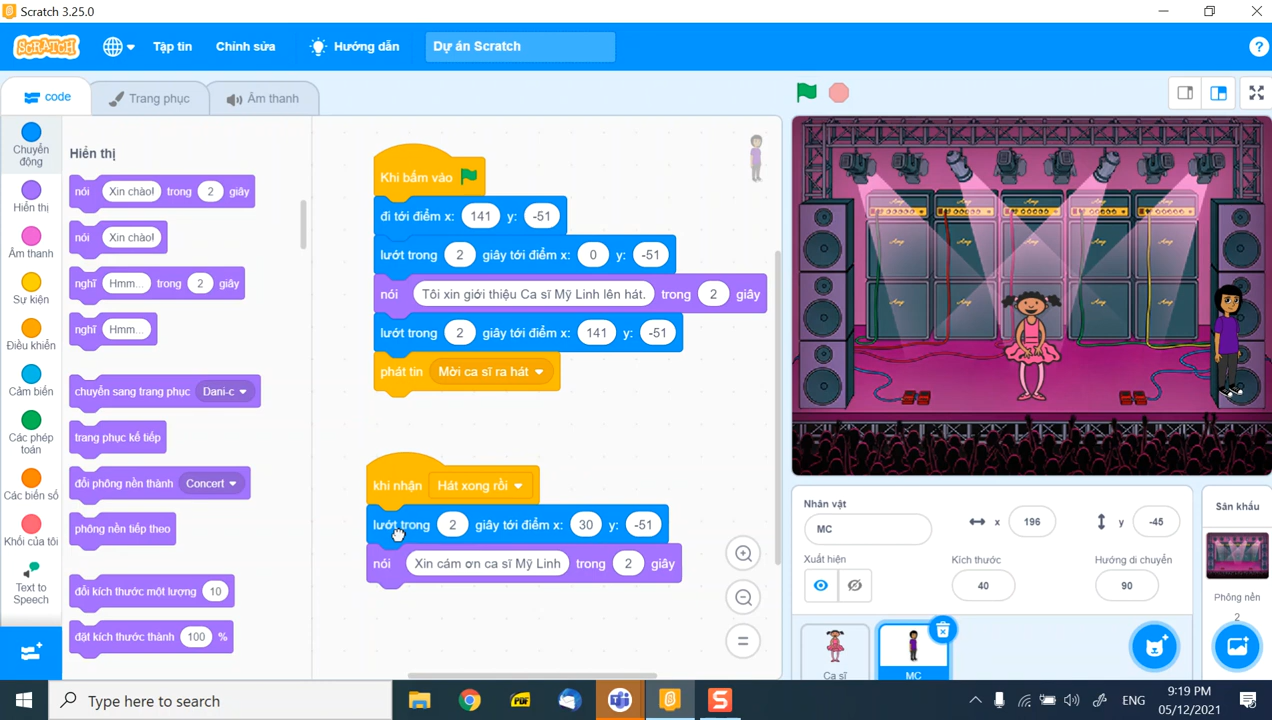 Scratch 3.25.0
SCRATCH
Tập tin
Chỉnh sửa
Hướng dẫn
Dự án Scratch
?
code
Trang phục
Âm thanh
Chuyển động
Hiển thị
Âm thanh
Sự kiện
Điều khiển
Cảm biến
Các phép toán
Các biến số
Khối của tôi
Text to Speech
Hiển thị
nói Xin chào! trong 2 giây
nói Xin chào!
nghĩ Hmm... trong 2 giây
nghĩ Hmm...
chuyển sang trang phục Dani-c
trang phục kế tiếp
đổi phông nền thành Concert
phông nền tiếp theo
đổi kích thước một lượng 10
đặt kích thước thành 100 %
Khi bấm vào
đi tới điểm x: 141 y: -51
lướt trong 2 giây tới điểm x: 0 y: -51
nói Tôi xin giới thiệu Ca sĩ Mỹ Linh lên hát. trong 2 giây
lướt trong 2 giây tới điểm x: 141 y: -51
phát tin Mời ca sĩ ra hát
khi nhận Hát xong rồi
lướt trong 2 giây tới điểm x: 30 y: -51
nói Xin cám ơn ca sĩ Mỹ Linh trong 2 giây
Nhân vật
MC
x 196
y -45
Xuất hiện
Kích thước
40
Hướng di chuyển
90
Ca sĩ
MC
Sân khấu
Phông nền
2
Type here to search
PDF
S
ENG
9:19 PM
05/12/2021